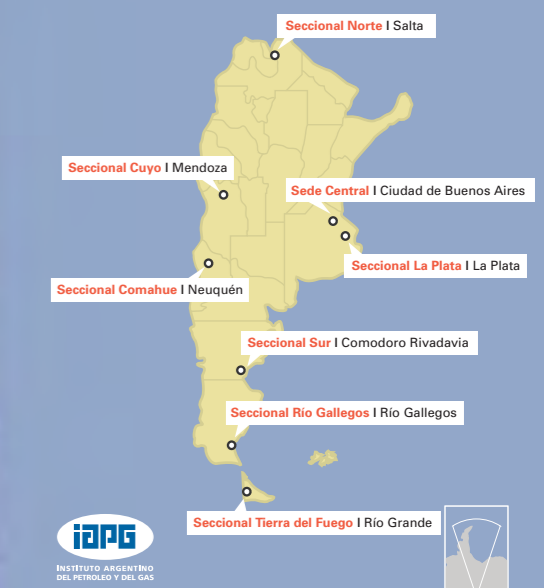 Seccional Norte I Salta
Seccional Cuyo I Mendoza
Sede Central I Ciudad de Buenos Aires
Seccional La Plata I La Plata
Seccional Comahue I Neuquén
Seccional Sur I Comodoro Rivadavia
Seccional Río Gallegos I Río Gallegos
Seccional Tierra del Fuego I Río Grande
iAPG
INSTITUTO ARGENTINO
DEL PETROLEO Y DEL GAS